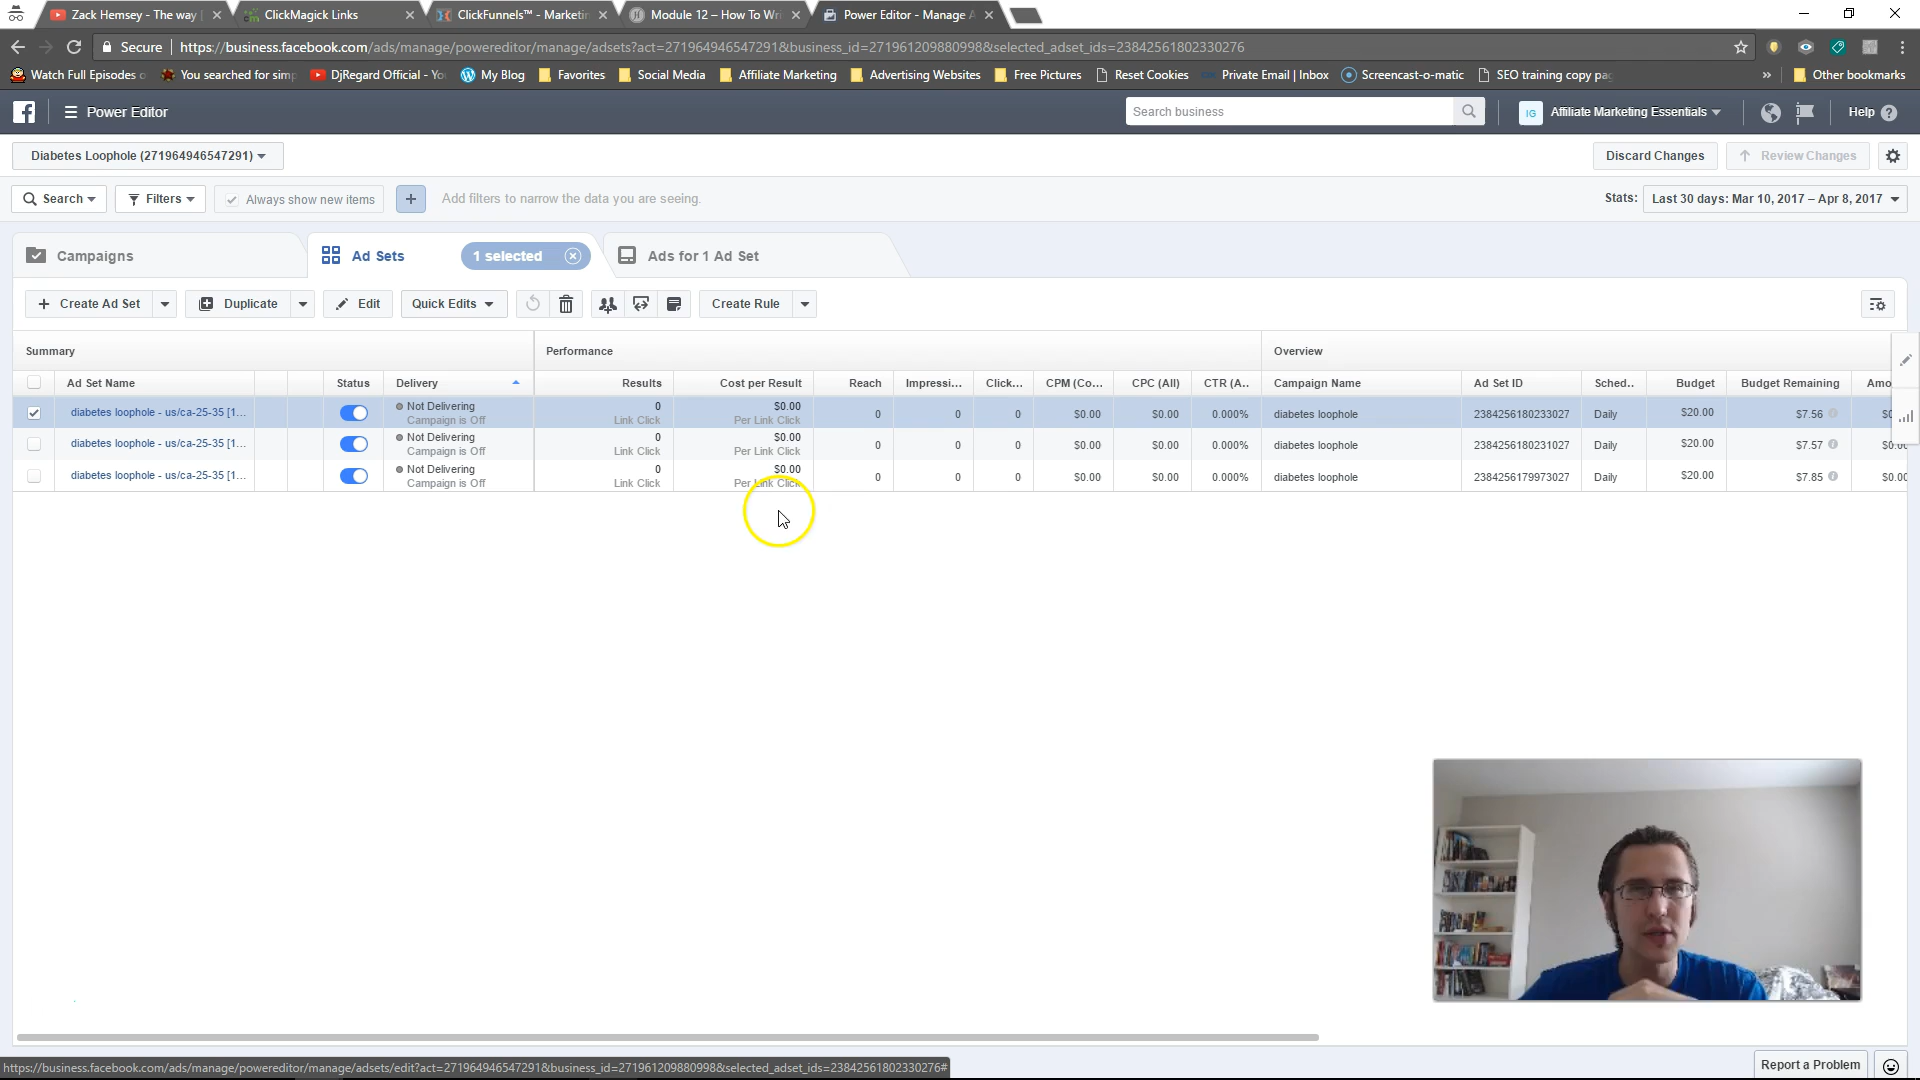 Zack Hemsey - The way
ClickMagick Links
ClickFunnels™ - Marketin
Module 12 – How To Wri
Power Editor - Manage A
Secure
https://business.facebook.com/ads/manage/powereditor/manage/adsets?act=271964946547291&business_id=271961209880998&selected_adset_ids=23842561802330276
Watch Full Episodes o
You searched for simp
DjRegard Official - Yo
My Blog
Favorites
Social Media
Affiliate Marketing
Advertising Websites
Free Pictures
Reset Cookies
Private Email | Inbox
Screencast-o-matic
SEO training copy pag
»
Other bookmarks
Power Editor
Search business
IG
Affiliate Marketing Essentials
Help
Diabetes Loophole (271964946547291)
Discard Changes
Review Changes
Search
Filters
Always show new items
+
Add filters to narrow the data you are seeing.
Stats:
Last 30 days: Mar 10, 2017 – Apr 8, 2017
Campaigns
Ad Sets
1 selected
Ads for 1 Ad Set
+ Create Ad Set
Duplicate
Edit
Quick Edits
Create Rule
Summary
Performance
Overview
Ad Set Name Status Delivery Results Cost per Result Reach Impressi... Click... CPM (Co... CPC (All) CTR (A... Campaign Name Ad Set ID Sched.. Budget Budget Remaining Amo
diabetes loophole - us/ca-25-35 [1... Not Delivering 0 $0.00 0 0 0 $0.00 $0.00 0.000% diabetes loophole 2384256180233027 Daily $20.00 $7.56 $0
Campaign is Off Link Click Per Link Click
diabetes loophole - us/ca-25-35 [1... Not Delivering 0 $0.00 0 0 0 $0.00 $0.00 0.000% diabetes loophole 2384256180231027 Daily $20.00 $7.57 $0.00
Campaign is Off Link Click Per Link Click
diabetes loophole - us/ca-25-35 [1... Not Delivering 0 $0.00 0 0 0 $0.00 $0.00 0.000% diabetes loophole 2384256179973027 Daily $20.00 $7.85 $0.00
Campaign is Off Link Click Per Link Click
https://business.facebook.com/ads/manage/powereditor/manage/adsets/edit?act=271964946547291&business_id=271961209880998&selected_adset_ids=23842561802330276#
Report a Problem